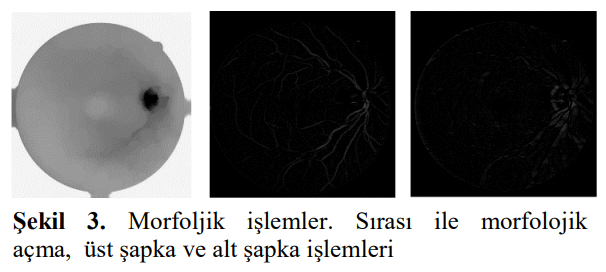 Şekil 3. Morfoljik işlemler. Sırası ile morfolojik
açma, üst şapka ve alt şapka işlemleri